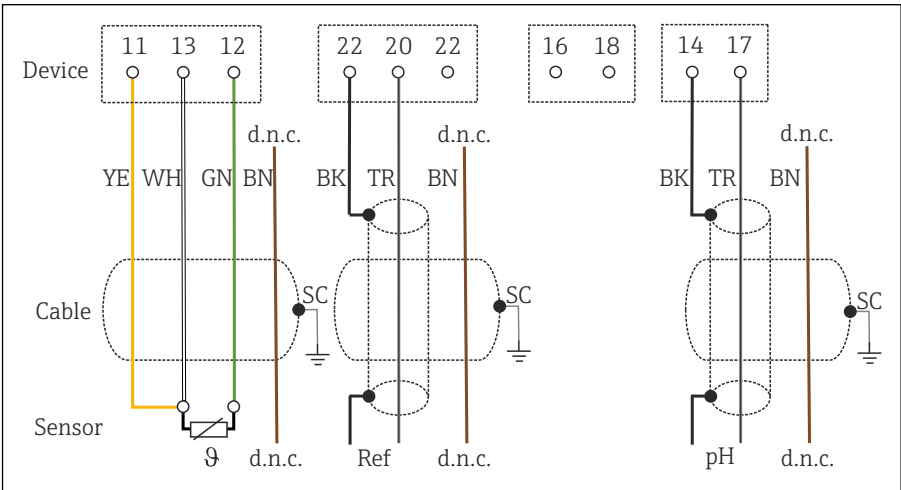 11 13 12 22 20 22 16 18 14 17
Device
d.n.c. d.n.c. d.n.c.
YE WH GN BN BK TR BN BK TR BN
SC SC SC
Cable
Sensor
ϑ d.n.c. Ref d.n.c. pH d.n.c.